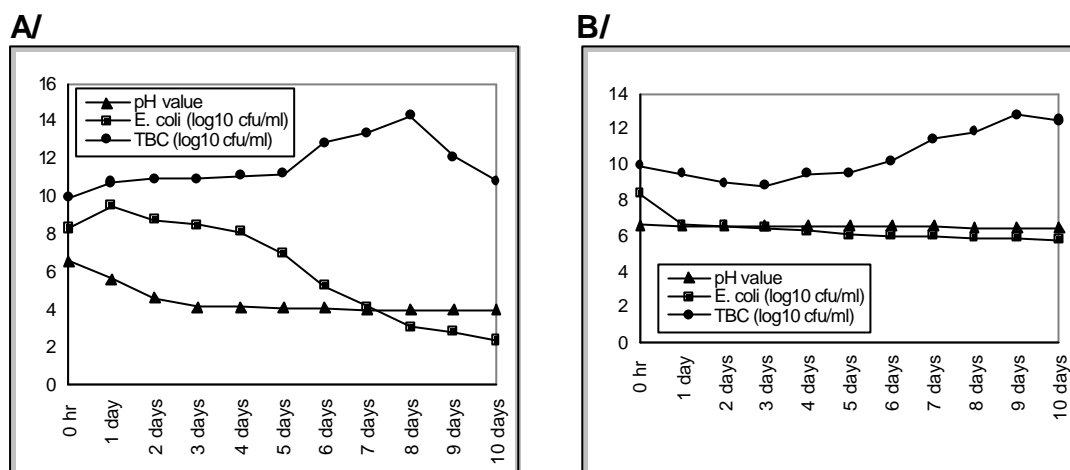 A/
16
14
12
10
8
6
4
2
0
pH value
E. coli (log10 cfu/ml)
TBC (log10 cfu/ml)
0 hr
1 day
2 days
3 days
4 days
5 days
6 days
7 days
8 days
9 days
10 days
B/
14
12
10
8
6
4
2
0
pH value
E. coli (log10 cfu/ml)
TBC (log10 cfu/ml)
0 hr
1 day
2 days
3 days
4 days
5 days
6 days
7 days
8 days
9 days
10 days